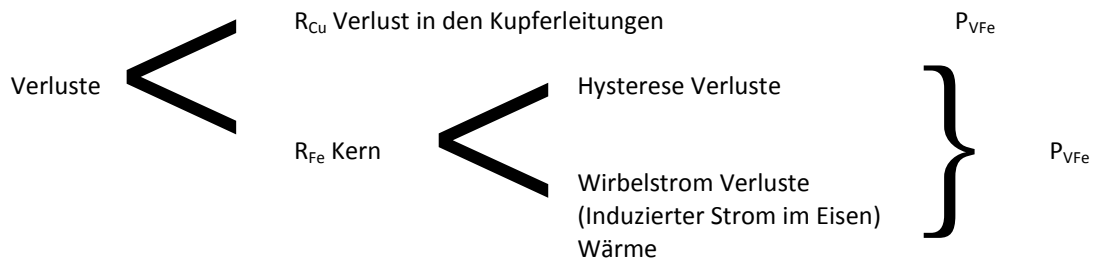 R_Cu Verlust in den Kupferleitungen P_VFe
Verluste
Hysterese Verluste
R_Fe Kern
P_VFe
Wirbelstrom Verluste
(Induzierter Strom im Eisen)
Wärme